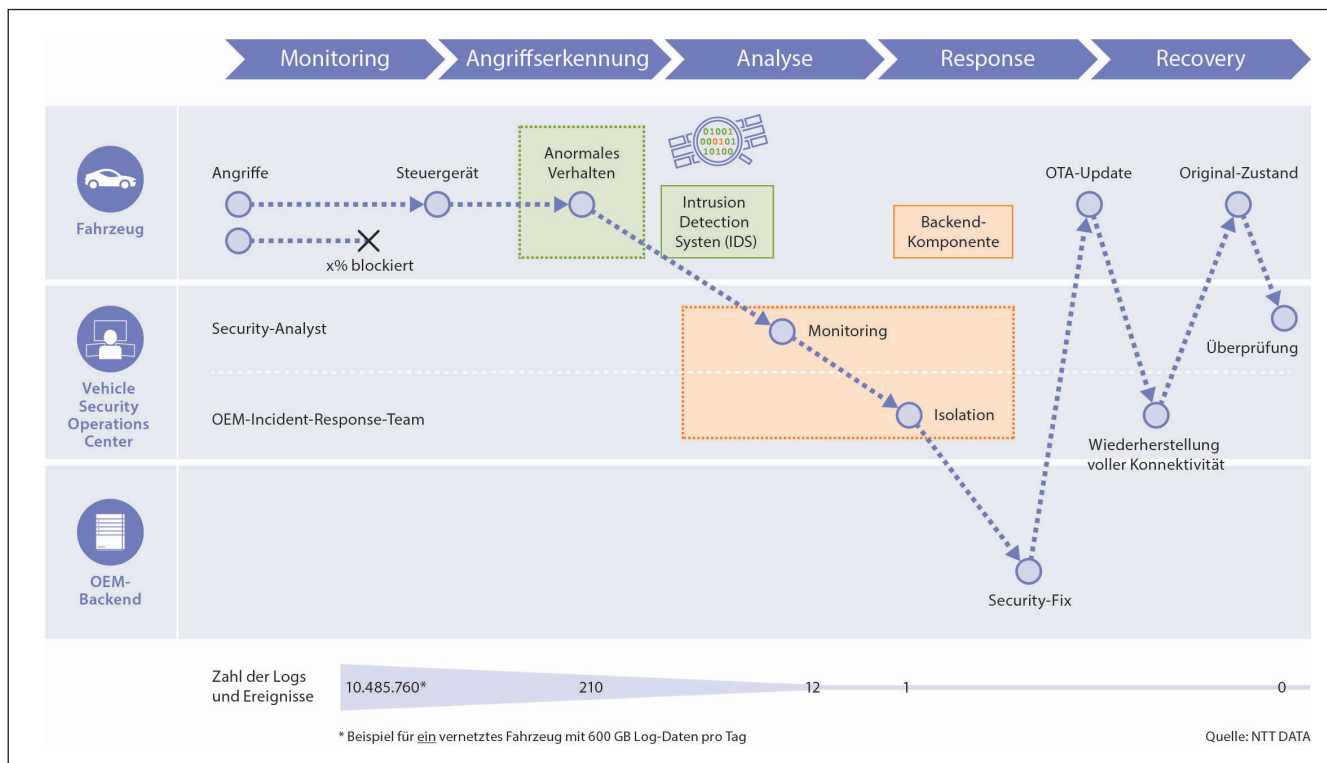 Monitoring
Angriffserkennung
Analyse
Response
Recovery
Fahrzeug
Angriffe
x% blockiert
Steuergerät
Anormales
Verhalten
01001
000101
10100
Intrusion
Detection
Systen (IDS)
Backend-
Komponente
OTA-Update
Original-Zustand
Vehicle
Security
Operations
Center
Security-Analyst
OEM-Incident-Response-Team
Monitoring
Isolation
Wiederherstellung
voller Konnektivität
Überprüfung
OEM-
Backend
Security-Fix
Zahl der Logs
und Ereignisse
10.485.760*
210
12
1
0
* Beispiel für ein vernetztes Fahrzeug mit 600 GB Log-Daten pro Tag
Quelle: NTT DATA